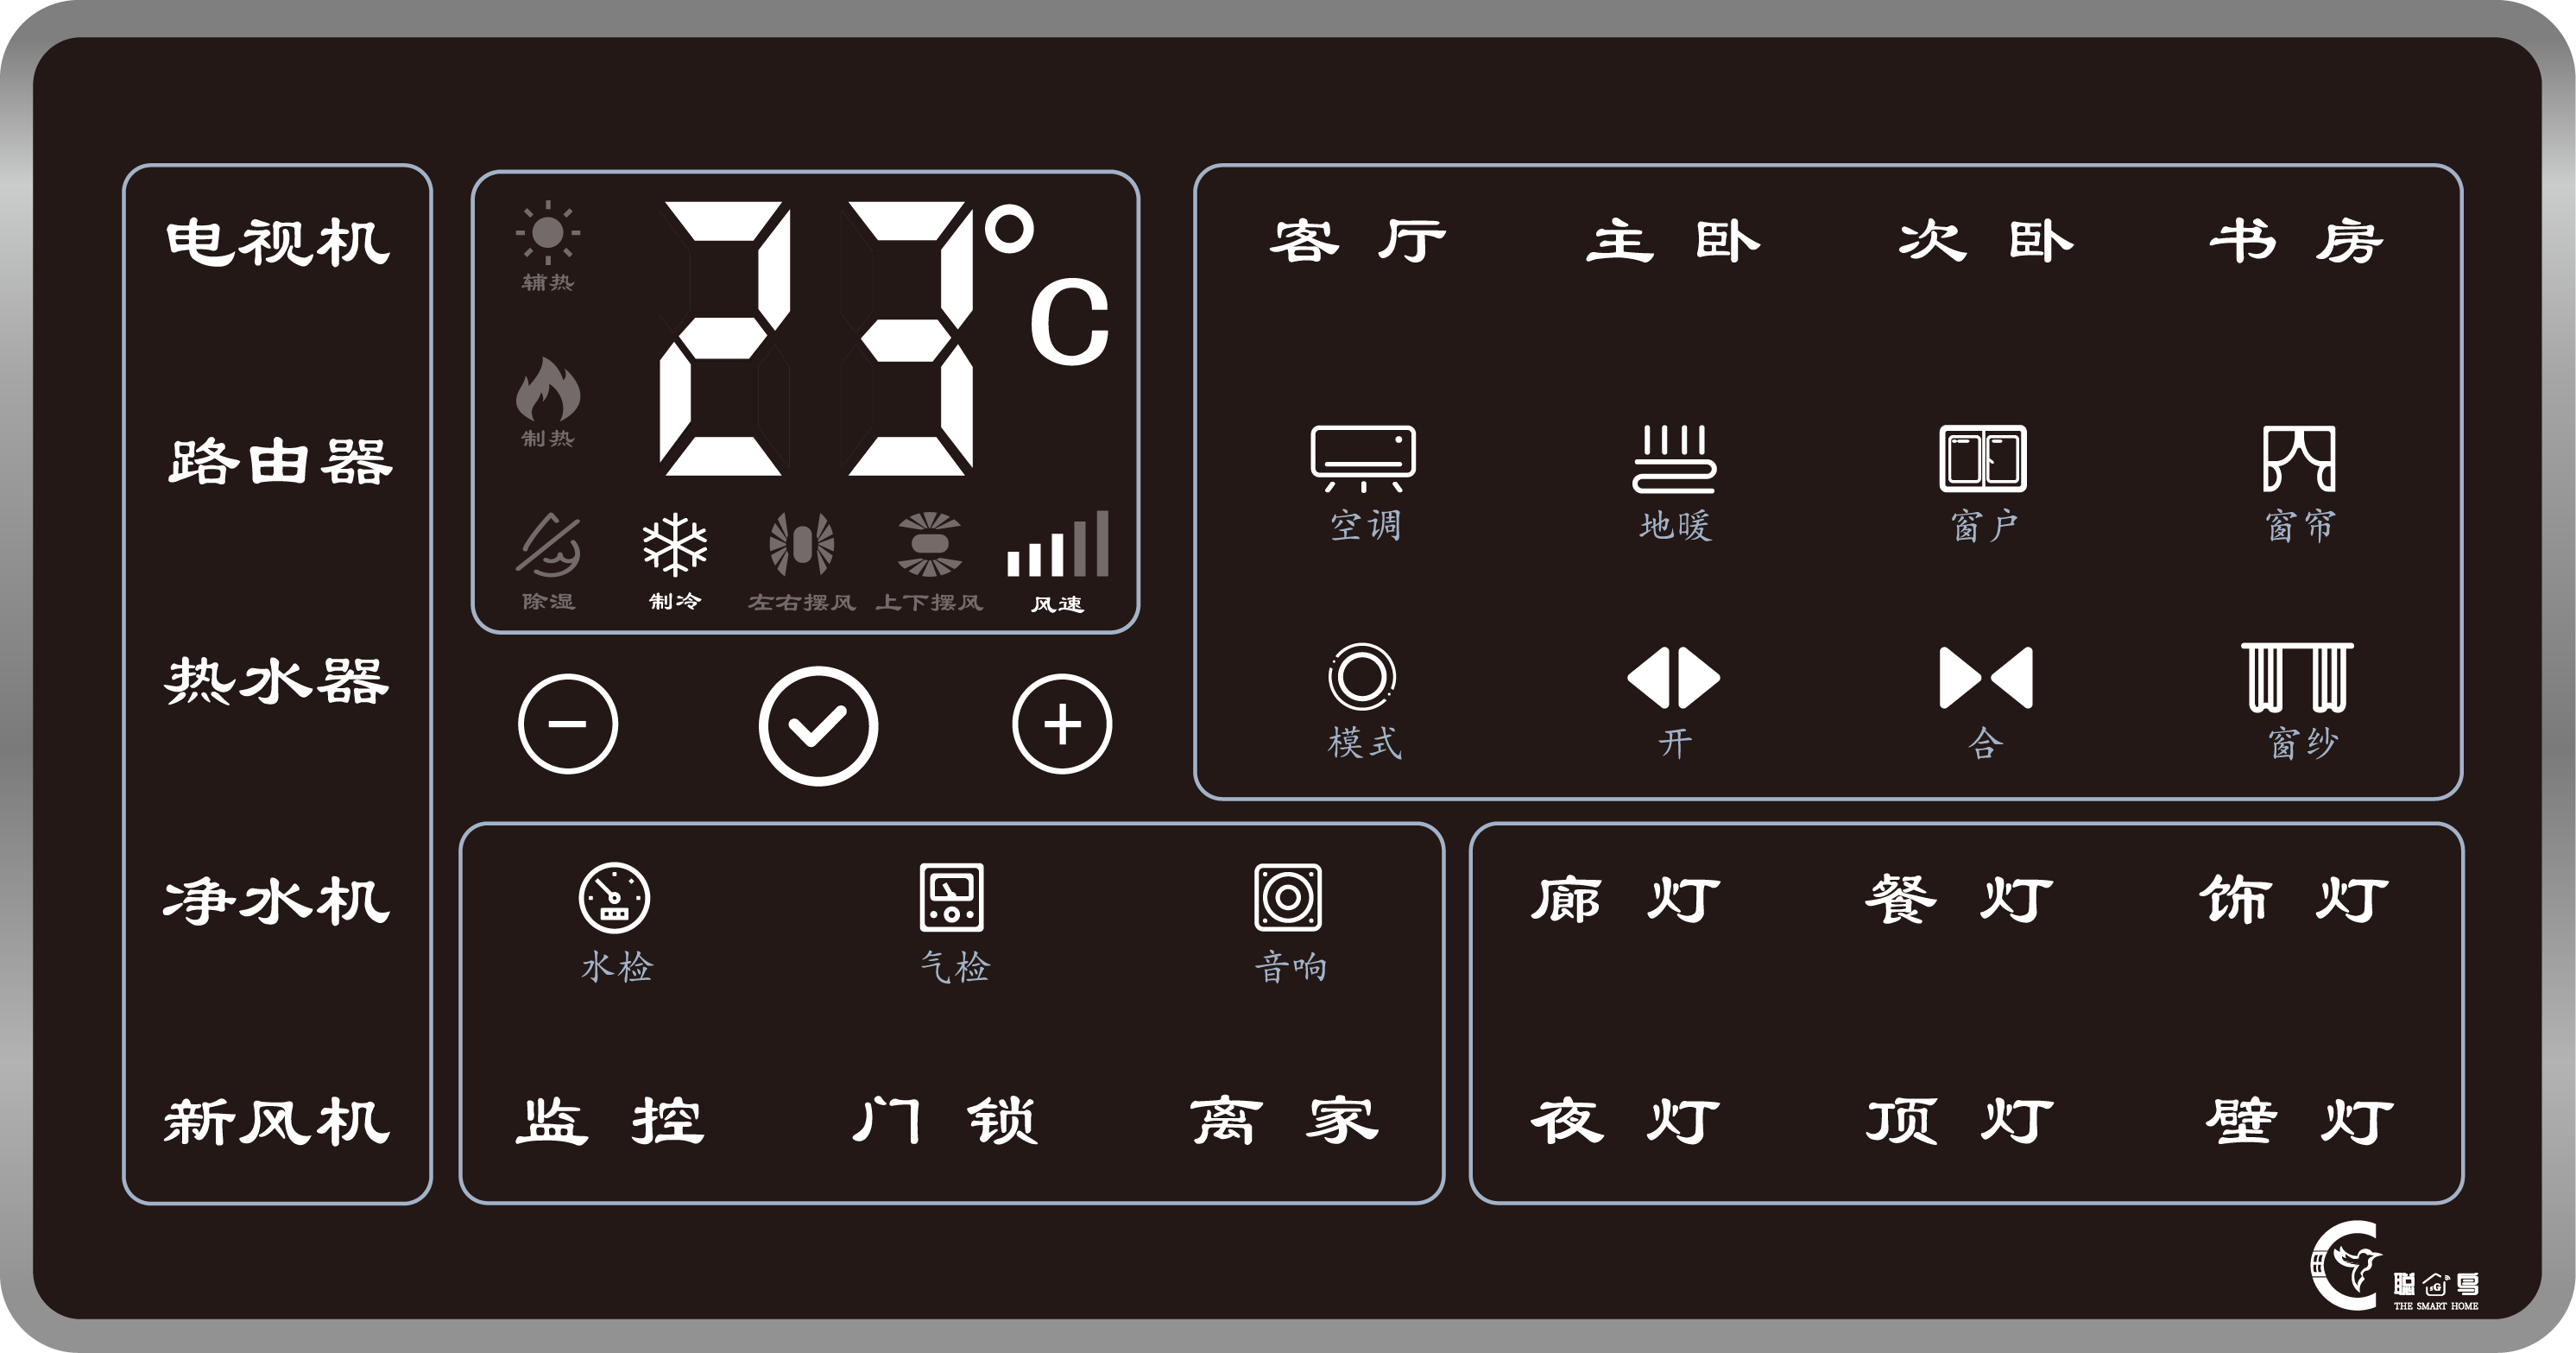 电视机
路由器
热水器
净水机
新风机
辅热
23°C
制热
除湿 制冷 左右摆风 上下摆风 风速
客厅 主卧 次卧 书房
空调 地暖 窗户 窗帘
模式 开 合 窗纱
水检 气检 音响
监控 门锁 离家
廊灯 餐灯 饰灯
夜灯 顶灯 壁灯
THE SMART HOME